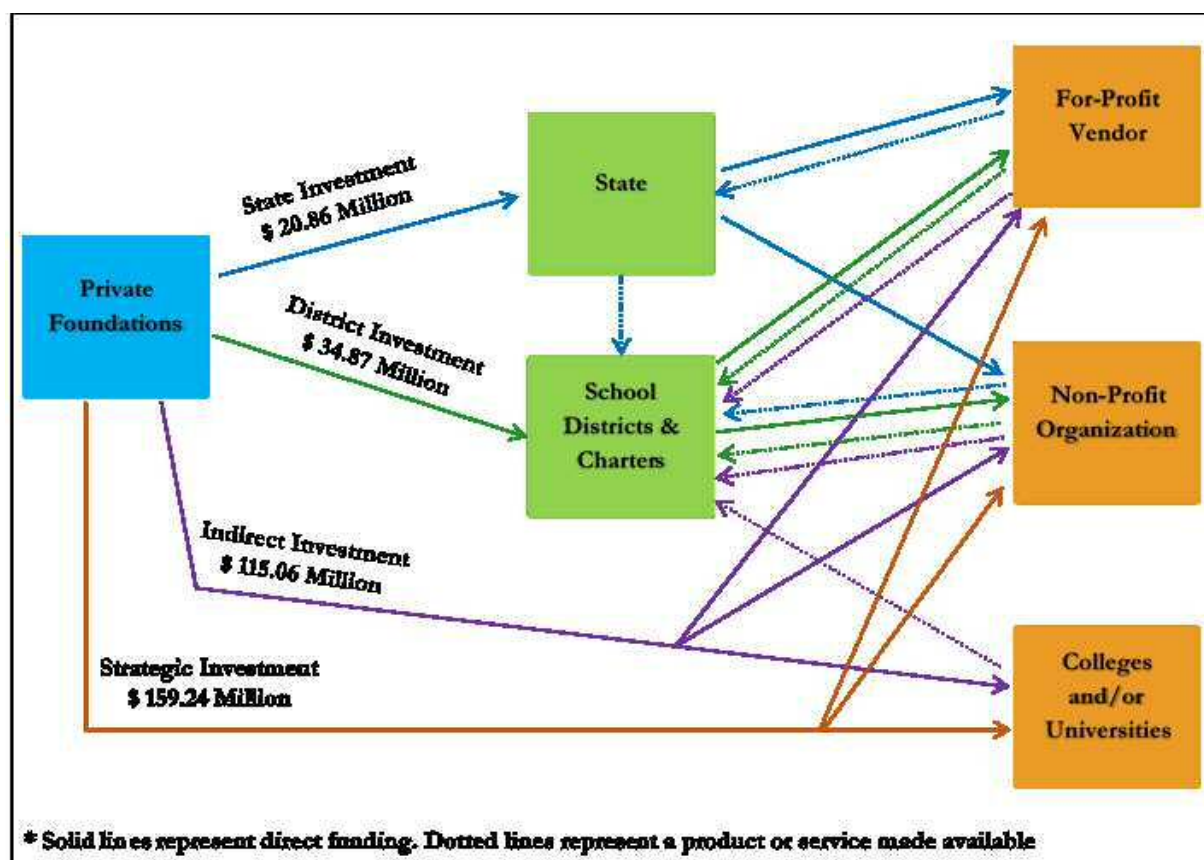 For-Profit
Vendor
State Investment
$ 20.86 Million
State
Private
Foundations
District Investment
$ 34.87 Million
School
Districts &
Charters
Non-Profit
Organization
Indirect Investment
$ 115.06 Million
Strategic Investment
$ 159.24 Million
Colleges
and/or
Universities
* Solid lines represent direct funding. Dotted lines represent a product or service made available